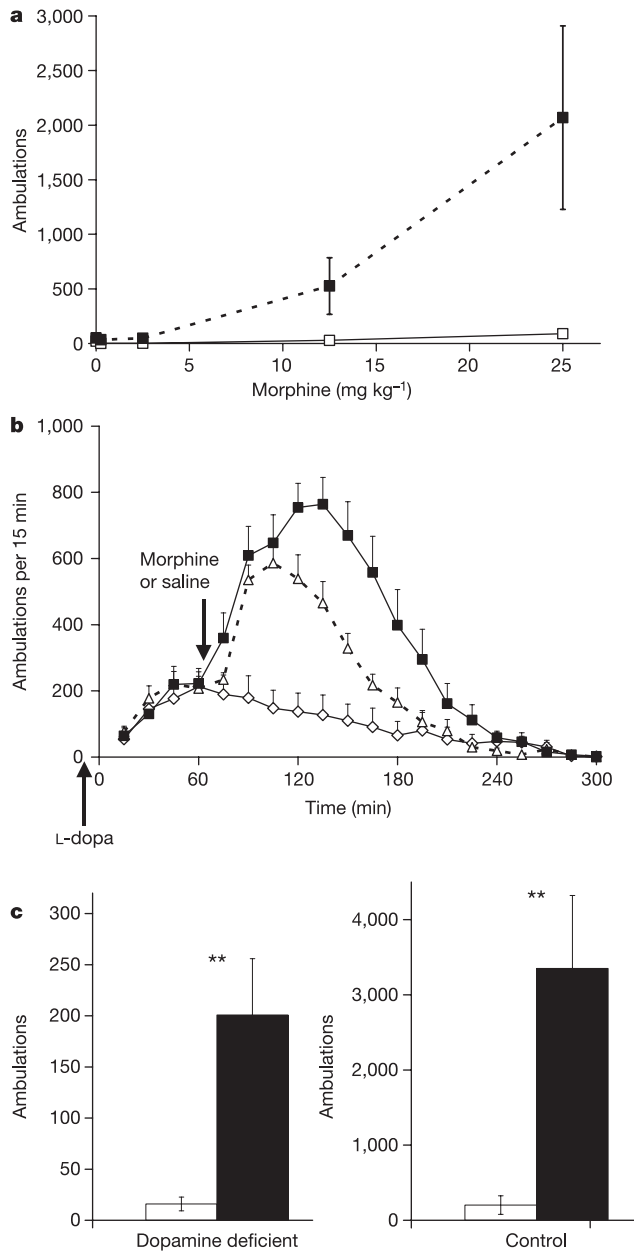 a
3,000
2,500
2,000
1,500
1,000
500
0
Ambulations
0 5 10 15 20 25
Morphine (mg kg⁻¹)
b
1,000
800
600
400
200
0
Ambulations per 15 min
Morphine
or saline
0 60 120 180 240 300
Time (min)
L-dopa
c
300
250
200
150
100
50
0
Ambulations
**
Dopamine deficient
4,000
3,000
2,000
1,000
0
Ambulations
**
Control